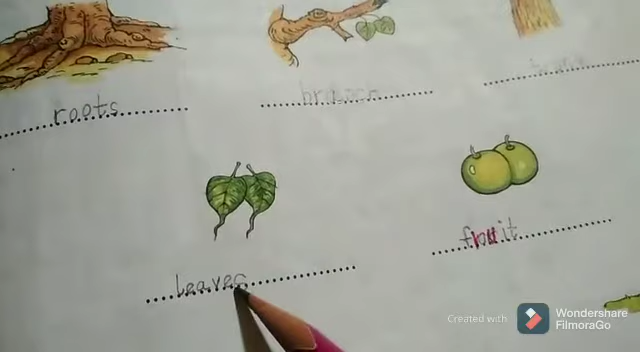 roots
branch
leaves
fruit
Created with
Wondershare
FilmoraGo